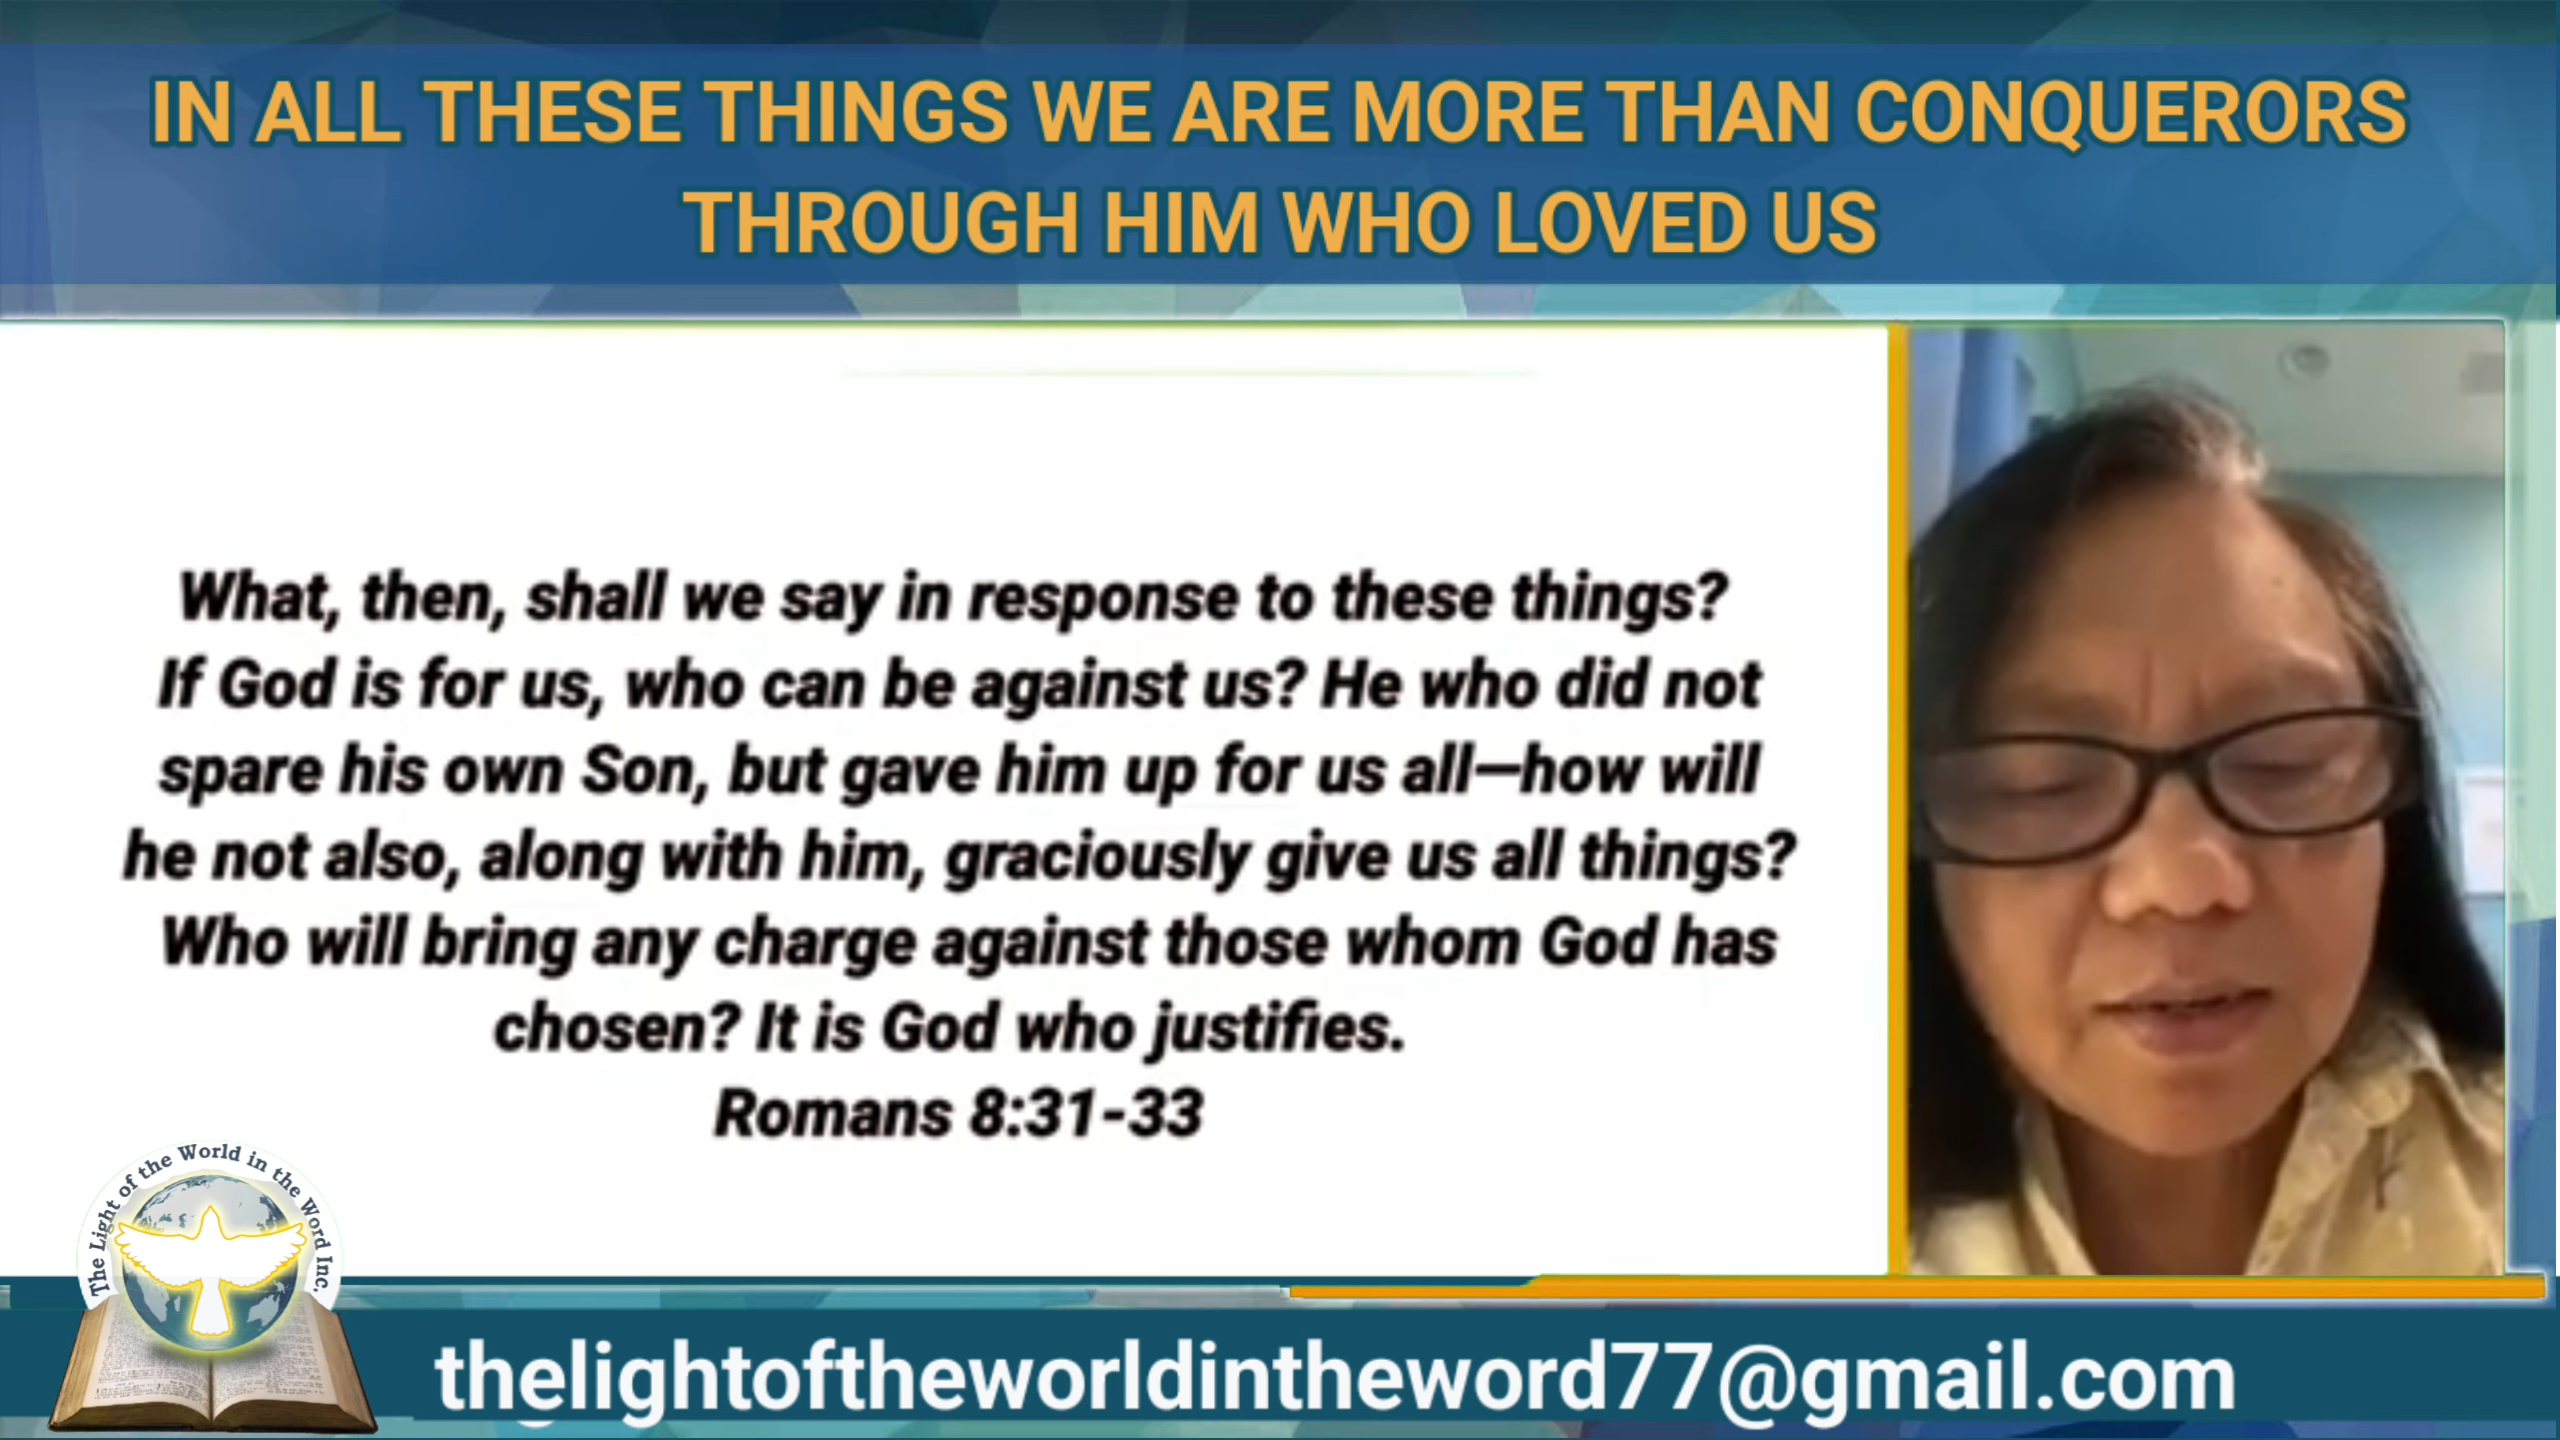 IN ALL THESE THINGS WE ARE MORE THAN CONQUERORS
THROUGH HIM WHO LOVED US
What, then, shall we say in response to these things?
If God is for us, who can be against us? He who did not
spare his own Son, but gave him up for us all—how will
he not also, along with him, graciously give us all things?
Who will bring any charge against those whom God has
chosen? It is God who justifies.
Romans 8:31-33
The Light of the World in the Word Inc.
thelightoftheworldintheword77@gmail.com